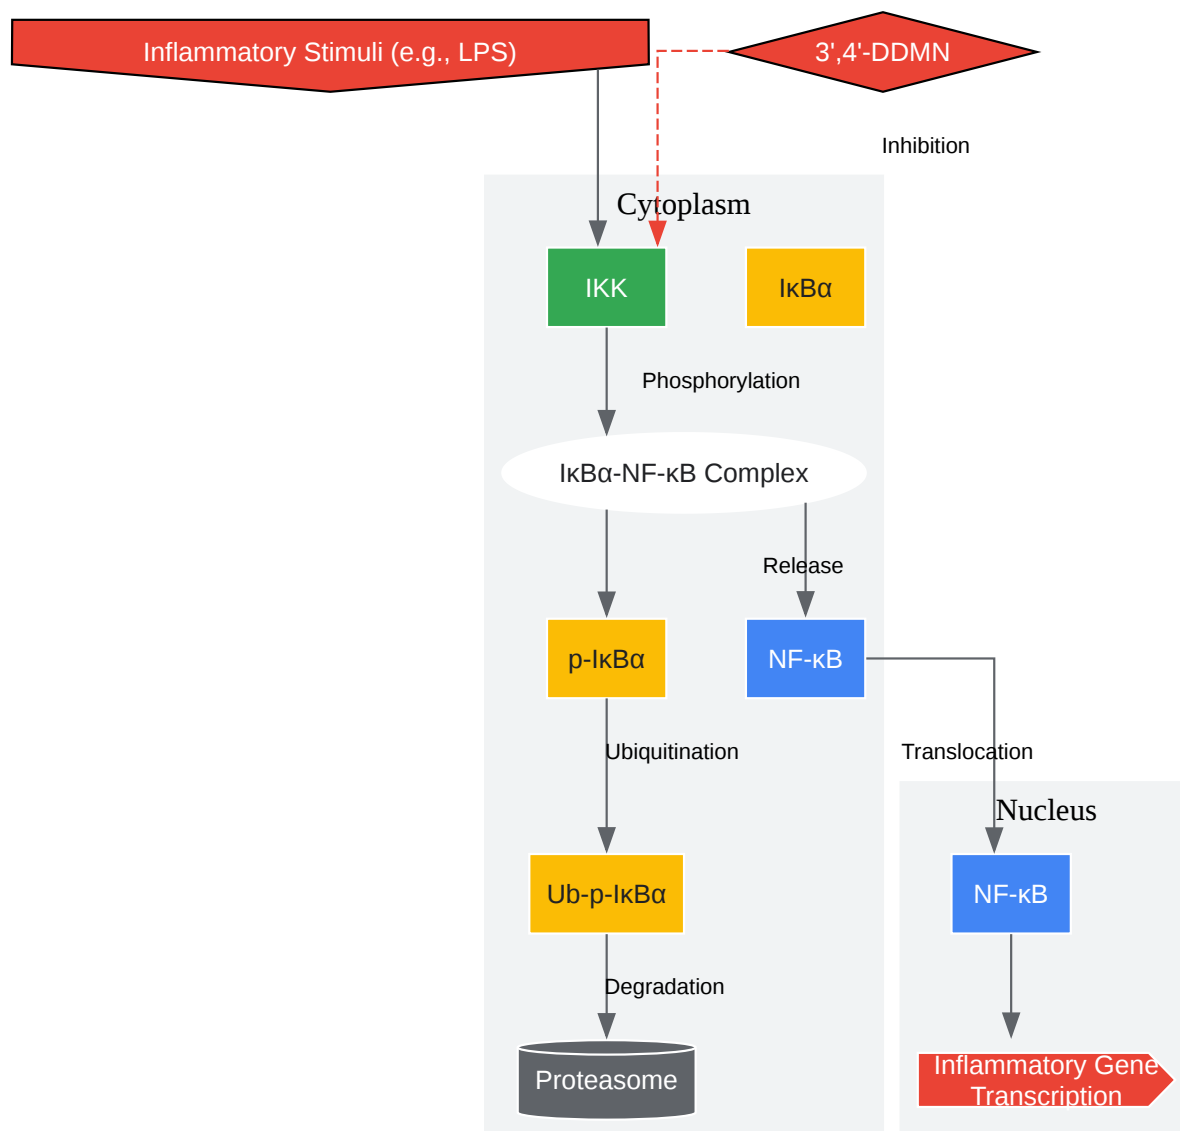 Inflammatory Stimuli (e.g., LPS)
3',4'-DDMN
Inhibition
Cytoplasm
IKK
IκBα
Phosphorylation
IκBα-NF-κB Complex
Release
p-IκBα
NF-κB
Ubiquitination
Translocation
Nucleus
Ub-p-IκBα
NF-κB
Degradation
Proteasome
Inflammatory Gene
Transcription